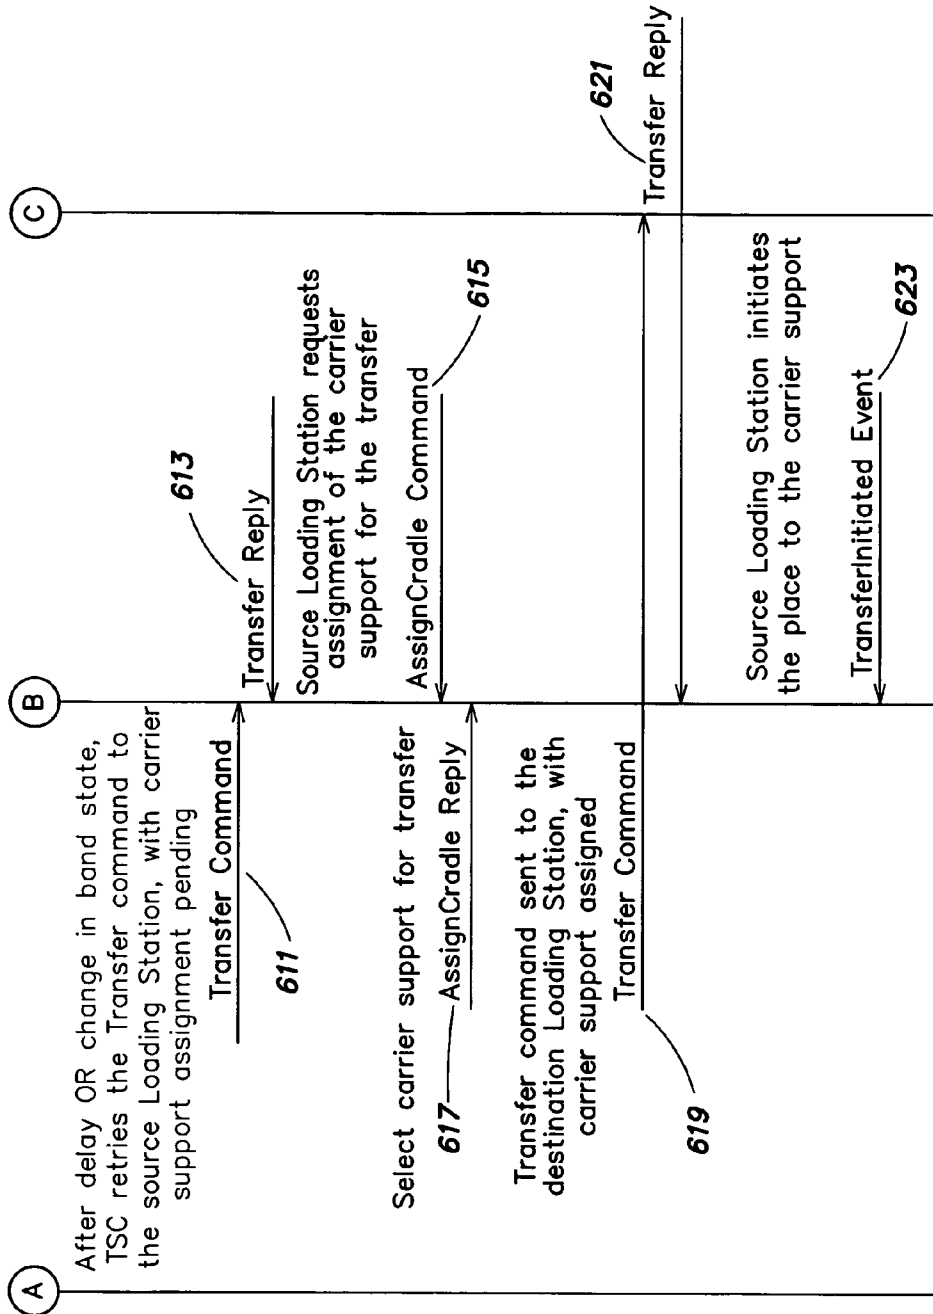 A
B
C
After delay OR change in band state,
TSC retries the Transfer command to
the source Loading Station, with carrier
support assignment pending
Transfer Command
611
613
Transfer Reply
Source Loading Station requests
assignment of the carrier
support for the transfer
AssignCradle Command
615
Select carrier support for transfer
617
AssignCradle Reply
Transfer command sent to the
destination Loading Station, with
carrier support assigned
Transfer Command
619
621
Transfer Reply
Source Loading Station initiates
the place to the carrier support
TransferInitiated Event
623